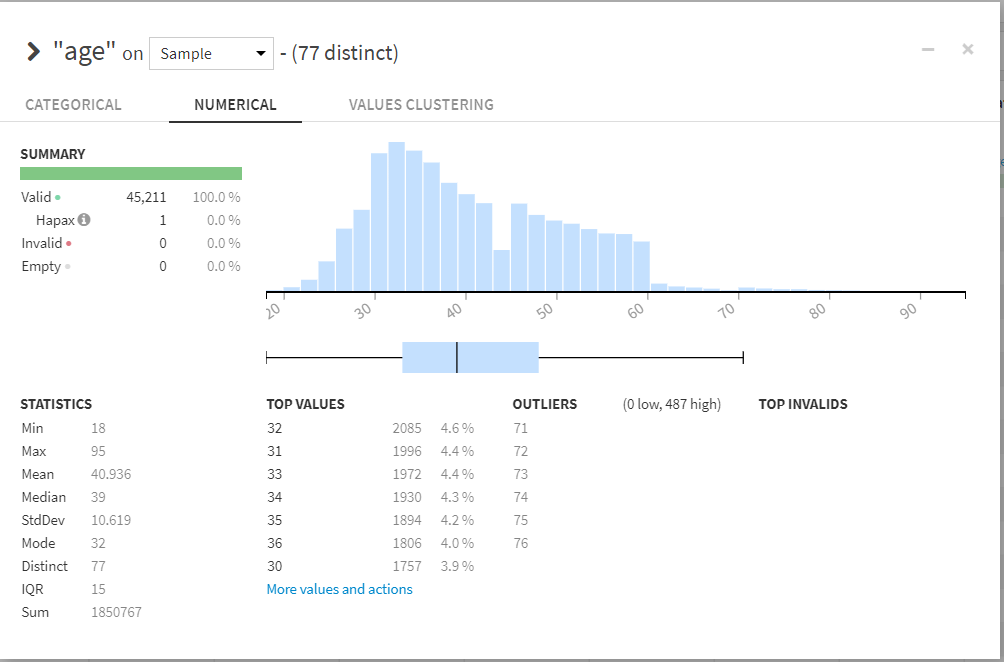 "age" on Sample - (77 distinct)
CATEGORICAL NUMERICAL VALUES CLUSTERING
SUMMARY
Valid 45,211 100.0 %
Hapax 1 0.0 %
Invalid 0 0.0 %
Empty 0 0.0 %
20 30 40 50 60 70 80 90
STATISTICS
Min 18
Max 95
Mean 40.936
Median 39
StdDev 10.619
Mode 32
Distinct 77
IQR 15
Sum 1850767
TOP VALUES
32 2085 4.6 %
31 1996 4.4 %
33 1972 4.4 %
34 1930 4.3 %
35 1894 4.2 %
36 1806 4.0 %
30 1757 3.9 %
More values and actions
OUTLIERS (0 low, 487 high)
71
72
73
74
75
76
TOP INVALIDS